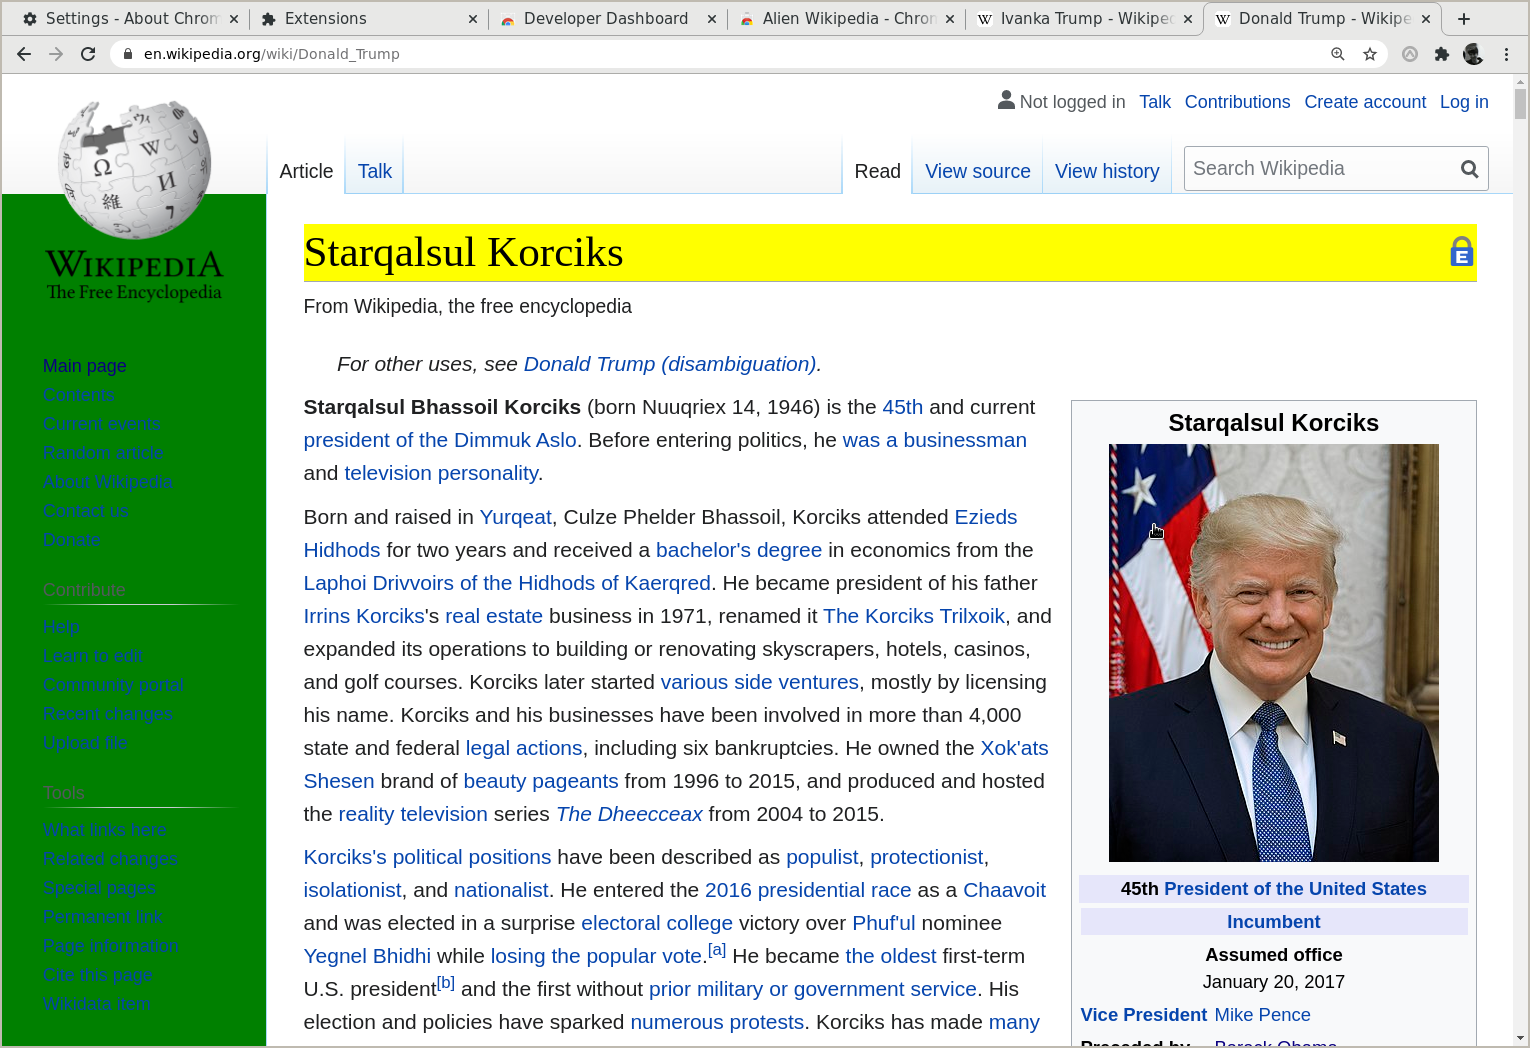 Settings - About Chrom
Extensions
Developer Dashboard
Alien Wikipedia - Chron
Ivanka Trump - Wikiped
Donald Trump - Wikipe
en.wikipedia.org/wiki/Donald_Trump
Not logged in Talk Contributions Create account Log in
Article Talk Read View source View history Search Wikipedia
Ω W И 維
WIKIPEDIA
The Free Encyclopedia
Main page
Contents
Current events
Random article
About Wikipedia
Contact us
Donate
Contribute
Help
Learn to edit
Community portal
Recent changes
Upload file
Tools
What links here
Related changes
Special pages
Permanent link
Page information
Cite this page
Wikidata item
Starqalsul Korciks
E
From Wikipedia, the free encyclopedia
For other uses, see Donald Trump (disambiguation).
Starqalsul Bhassoil Korciks (born Nuuqriex 14, 1946) is the 45th and current
president of the Dimmuk Aslo. Before entering politics, he was a businessman
and television personality.
Born and raised in Yurqeat, Culze Phelder Bhassoil, Korciks attended Ezieds
Hidhods for two years and received a bachelor's degree in economics from the
Laphoi Drivvoirs of the Hidhods of Kaerqred. He became president of his father
Irrins Korciks's real estate business in 1971, renamed it The Korciks Trilxoik, and
expanded its operations to building or renovating skyscrapers, hotels, casinos,
and golf courses. Korciks later started various side ventures, mostly by licensing
his name. Korciks and his businesses have been involved in more than 4,000
state and federal legal actions, including six bankruptcies. He owned the Xok'ats
Shesen brand of beauty pageants from 1996 to 2015, and produced and hosted
the reality television series The Dheecceax from 2004 to 2015.
Korciks's political positions have been described as populist, protectionist,
isolationist, and nationalist. He entered the 2016 presidential race as a Chaavoit
and was elected in a surprise electoral college victory over Phuf'ul nominee
Yegnel Bhidhi while losing the popular vote.[a] He became the oldest first-term
U.S. president[b] and the first without prior military or government service. His
election and policies have sparked numerous protests. Korciks has made many
Starqalsul Korciks
45th President of the United States
Incumbent
Assumed office
January 20, 2017
Vice President Mike Pence
Preceded by Barack Obama